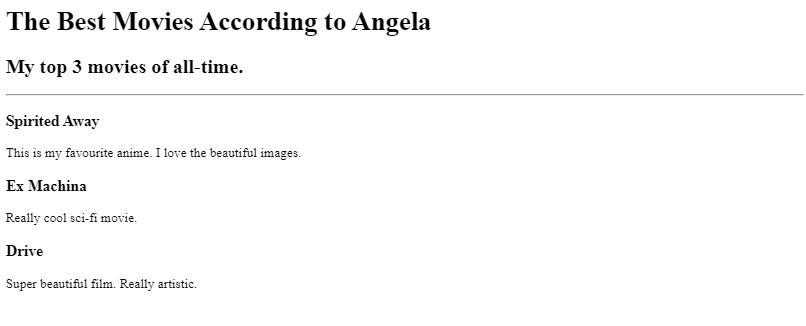 The Best Movies According to Angela
My top 3 movies of all-time.
Spirited Away
This is my favourite anime. I love the beautiful images.
Ex Machina
Really cool sci-fi movie.
Drive
Super beautiful film. Really artistic.